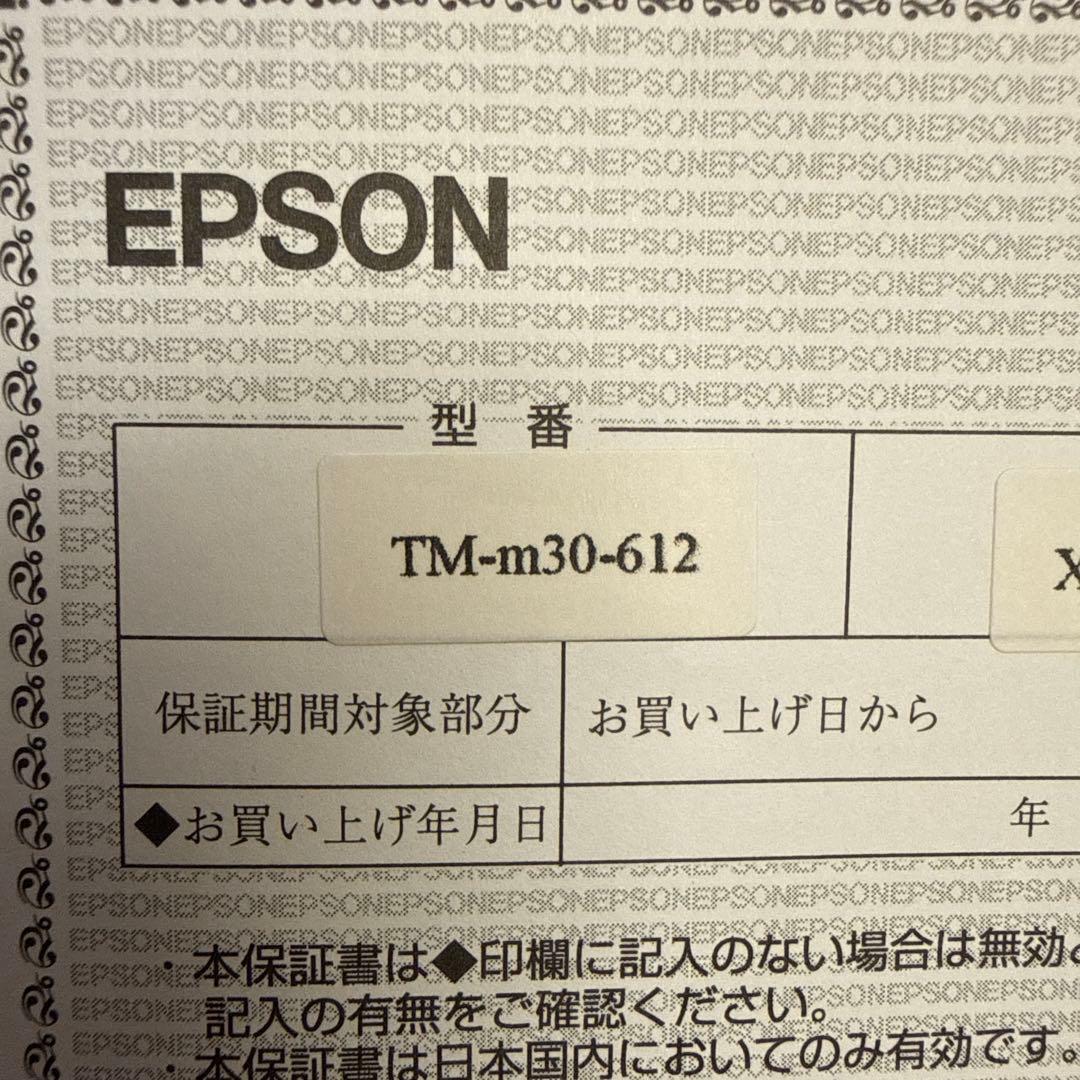 EPSON
型 番
TM-m30-612
X
保証期間対象部分
お買い上げ日から
◆お買い上げ年月日
年
・本保証書は◆印欄に記入のない場合は無効と
記入の有無をご確認ください。
・本保証書は日本国内においてのみ有効です。